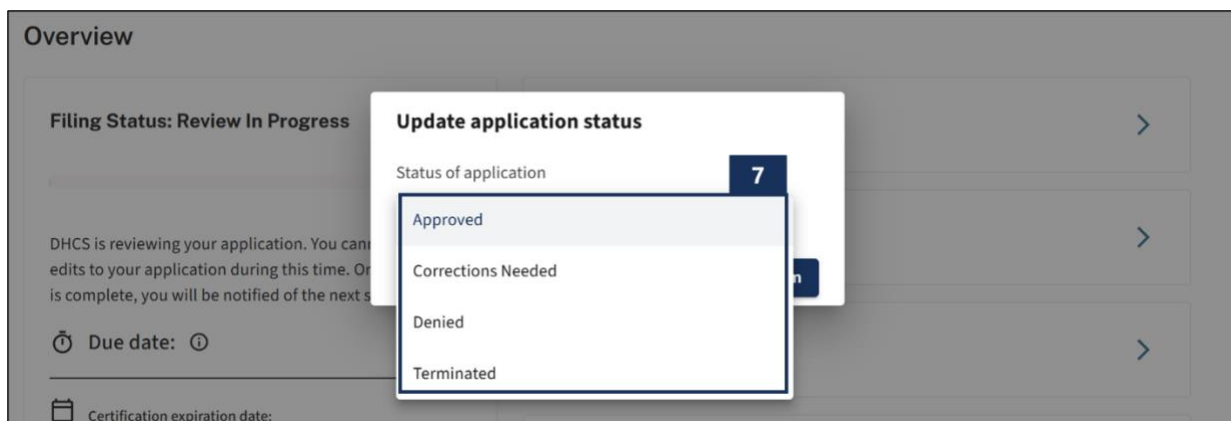 Overview
Filing Status: Review In Progress
Update application status
Status of application
7
Approved
Corrections Needed
Denied
Terminated
DHCS is reviewing your application. You
edits to your application during this time.
is complete, you will be notified of the next
Due date:
Certification expiration date: